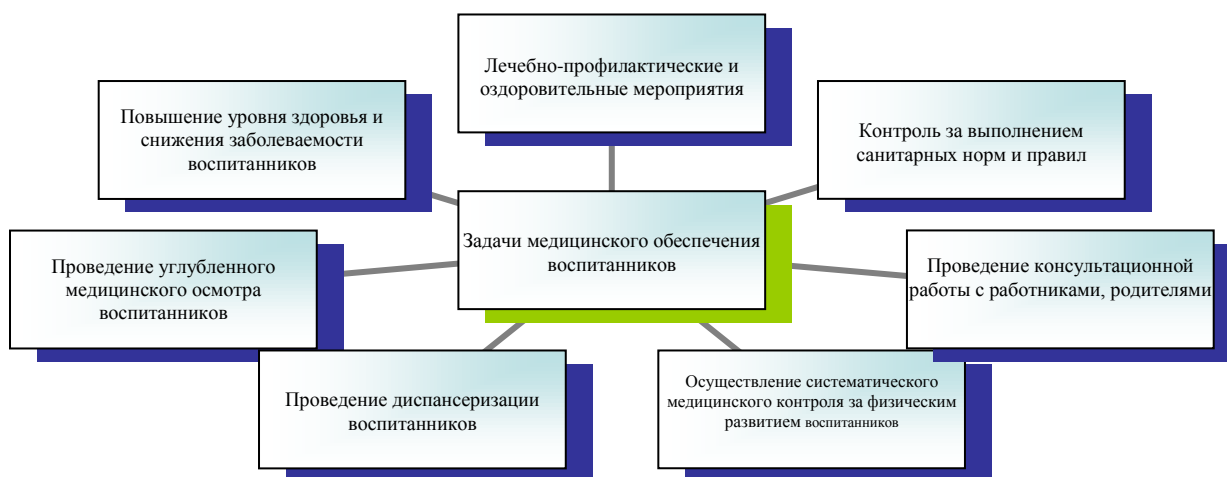 Лечебно-профилактические и
оздоровительные мероприятия
Повышение уровня здоровья и
снижения заболеваемости
воспитанников
Контроль за выполнением
санитарных норм и правил
Задачи медицинского обеспечения
воспитанников
Проведение углубленного
медицинского осмотра
воспитанников
Проведение консультационной
работы с работниками, родителями
Проведение диспансеризации
воспитанников
Осуществление систематического
медицинского контроля за физическим
развитием воспитанников